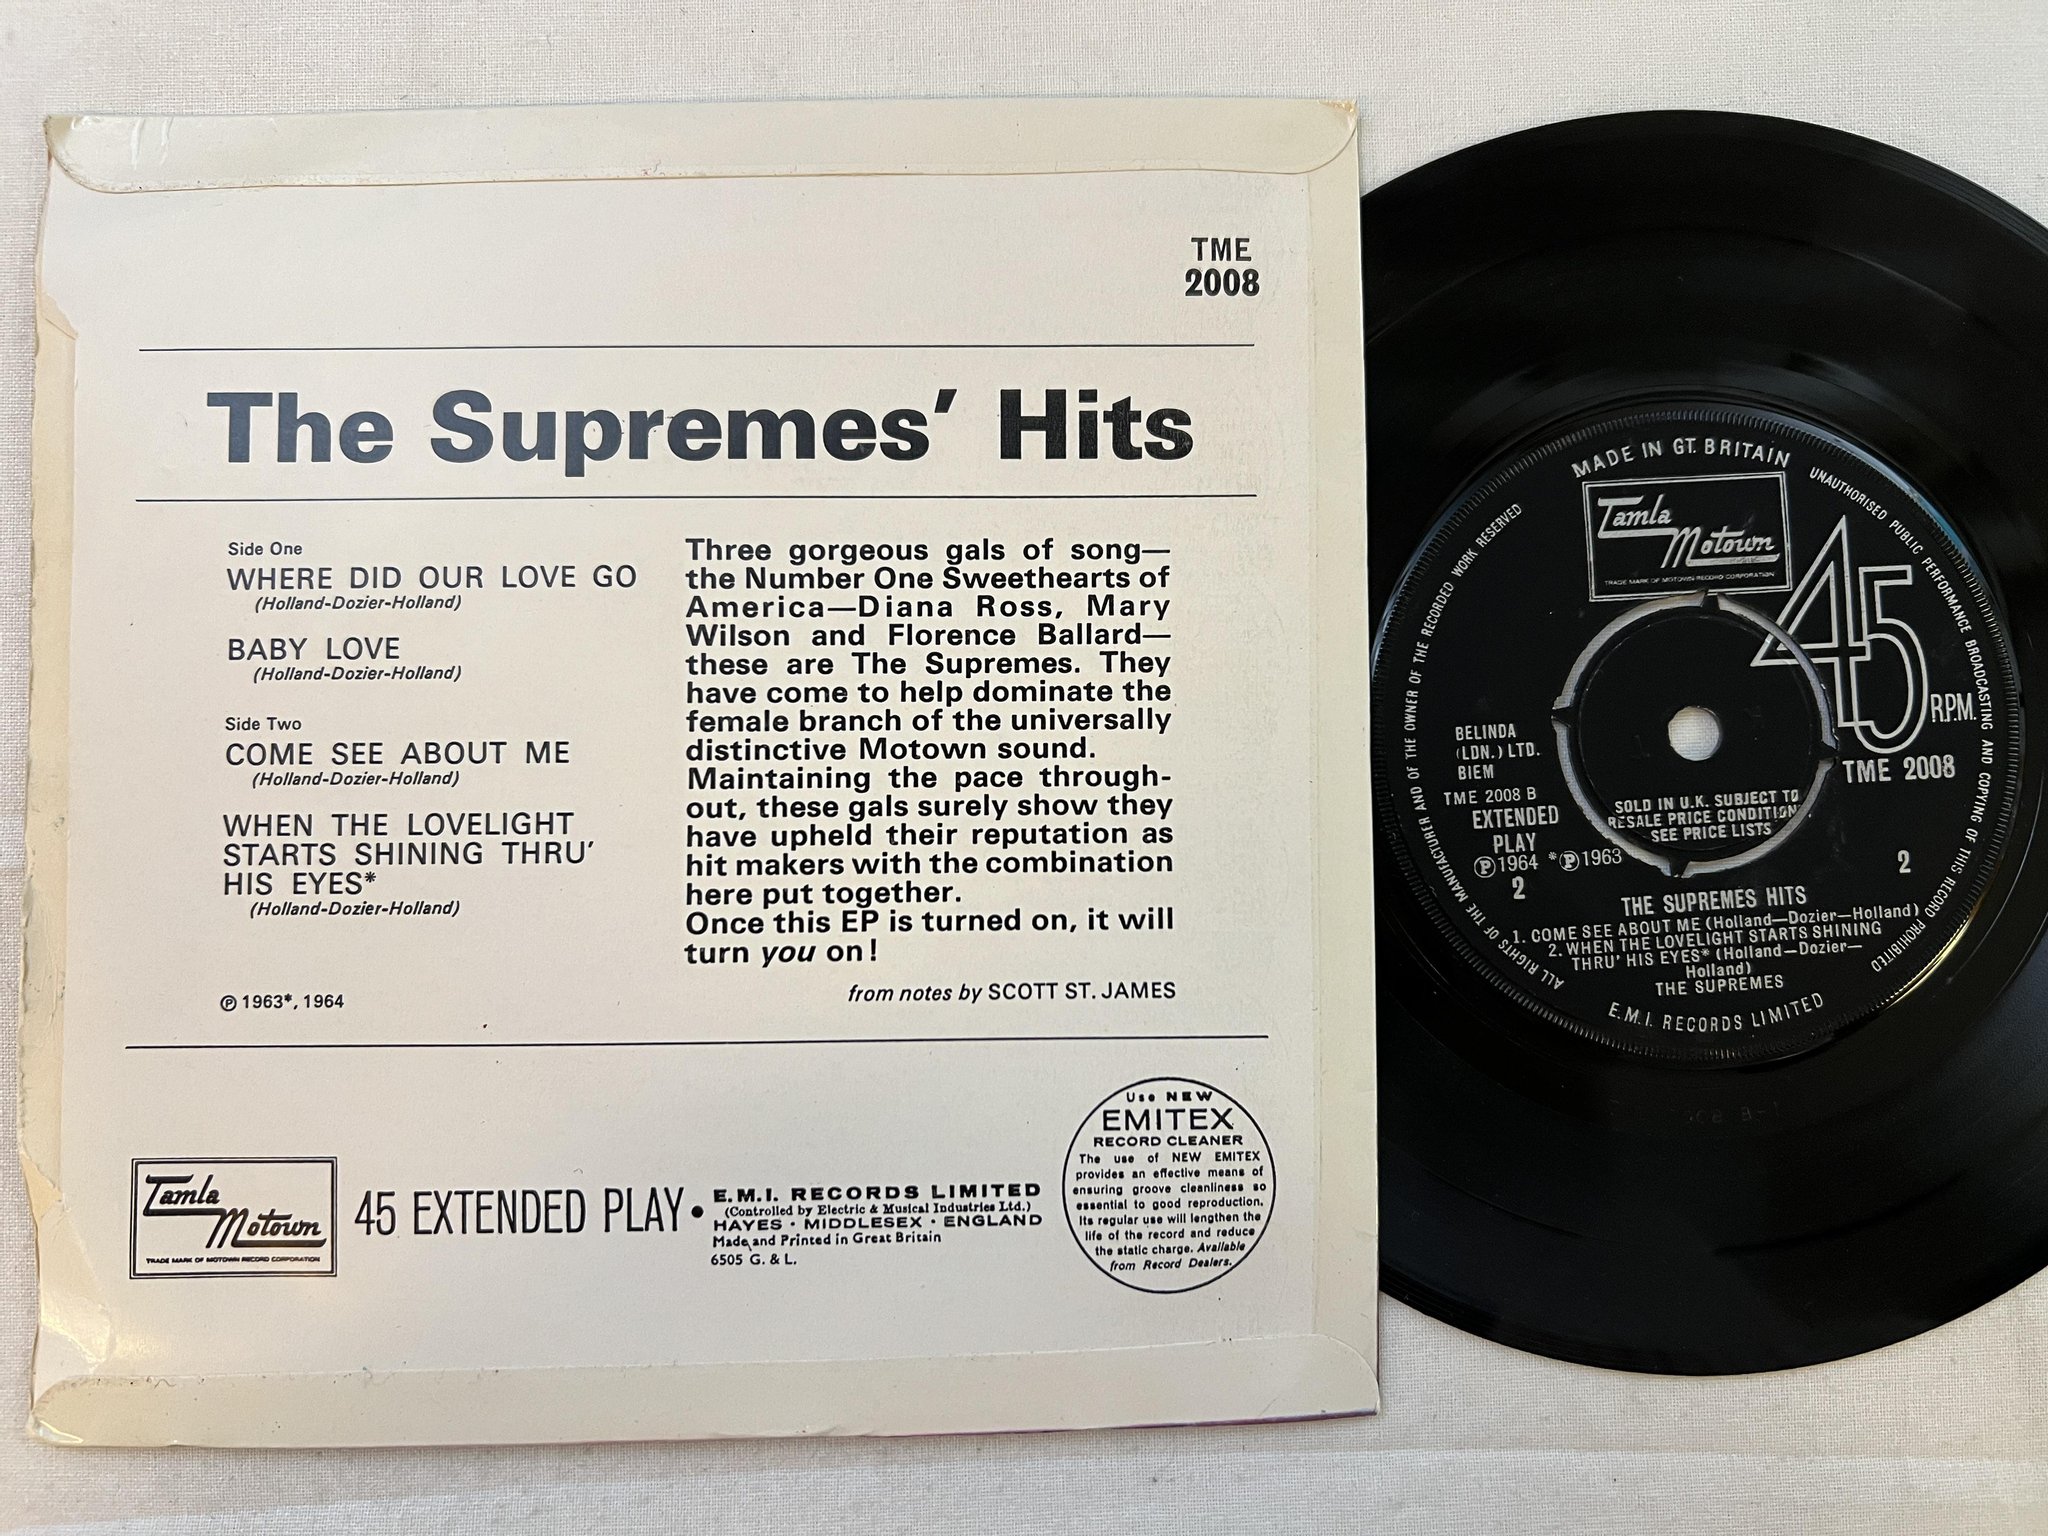 TME
2008
The Supremes' Hits
Side One
WHERE DID OUR LOVE GO
(Holland-Dozier-Holland)
BABY LOVE
(Holland-Dozier-Holland)
Side Two
COME SEE ABOUT ME
(Holland-Dozier-Holland)
WHEN THE LOVELIGHT
STARTS SHINING THRU'
HIS EYES*
(Holland-Dozier-Holland)
℗ 1963*, 1964
Three gorgeous gals of song—
the Number One Sweethearts of
America—Diana Ross, Mary
Wilson and Florence Ballard—
these are The Supremes. They
have come to help dominate the
female branch of the universally
distinctive Motown sound.
Maintaining the pace through-
out, these gals surely show they
have upheld their reputation as
hit makers with the combination
here put together.
Once this EP is turned on, it will
turn you on!
from notes by SCOTT ST. JAMES
Tamla
Motown
TRADE MARK OF MOTOWN RECORD CORPORATION
45 EXTENDED PLAY •
E.M.I. RECORDS LIMITED
(Controlled by Electric & Musical Industries Ltd.)
HAYES · MIDDLESEX · ENGLAND
Made and Printed in Great Britain
6505 G. & L.
Use NEW
EMITEX
RECORD CLEANER
The use of NEW EMITEX
provides an effective means of
ensuring groove cleanliness so
essential to good reproduction.
Its regular use will lengthen the
life of the record and reduce
the static charge. Available
from Record Dealers.
MADE IN GT. BRITAIN
UNAUTHORISED PUBLIC PERFORMANCE BROADCASTING AND COPYING OF THIS RECORD PROHIBITED
ALL RIGHTS OF THE MANUFACTURER AND OF THE OWNER OF THE RECORDED WORK RESERVED
Tamla
Motown
TRADE MARK OF MOTOWN RECORD CORPORATION
45 R.P.M.
BELINDA
(LDN.) LTD.
BIEM
TME 2008
TME 2008 B
EXTENDED
PLAY
℗1964 *℗1963
2
SOLD IN U.K. SUBJECT TO
RESALE PRICE CONDITIONS,
SEE PRICE LISTS
2
THE SUPREMES HITS
1. COME SEE ABOUT ME (Holland—Dozier—Holland)
2. WHEN THE LOVELIGHT STARTS SHINING
THRU' HIS EYES* (Holland—Dozier—
Holland)
THE SUPREMES
E.M.I. RECORDS LIMITED